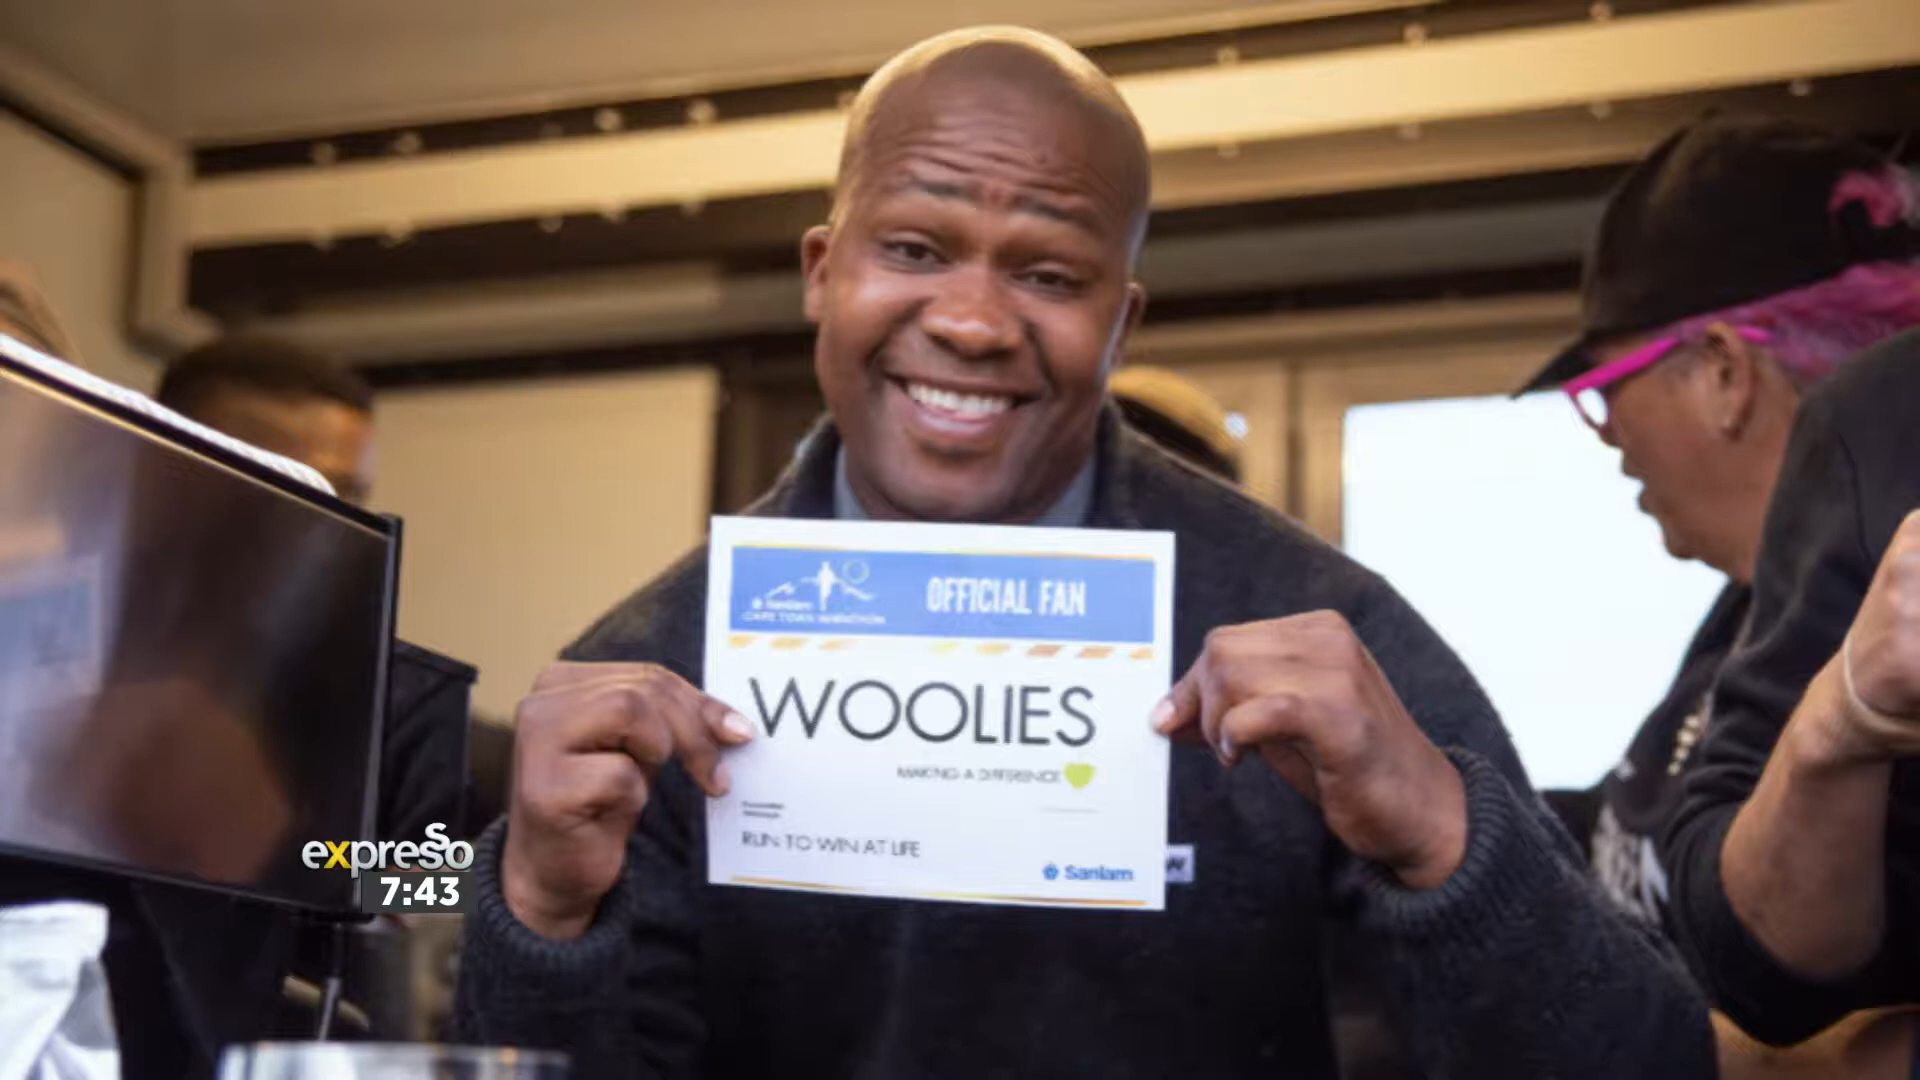 Sanlam
CAPE TOWN MARATHON
OFFICIAL FAN
WOOLIES
MAKING A DIFFERENCE
RUN TO WIN AT LIFE
Sanlam
W
expresso
7:43